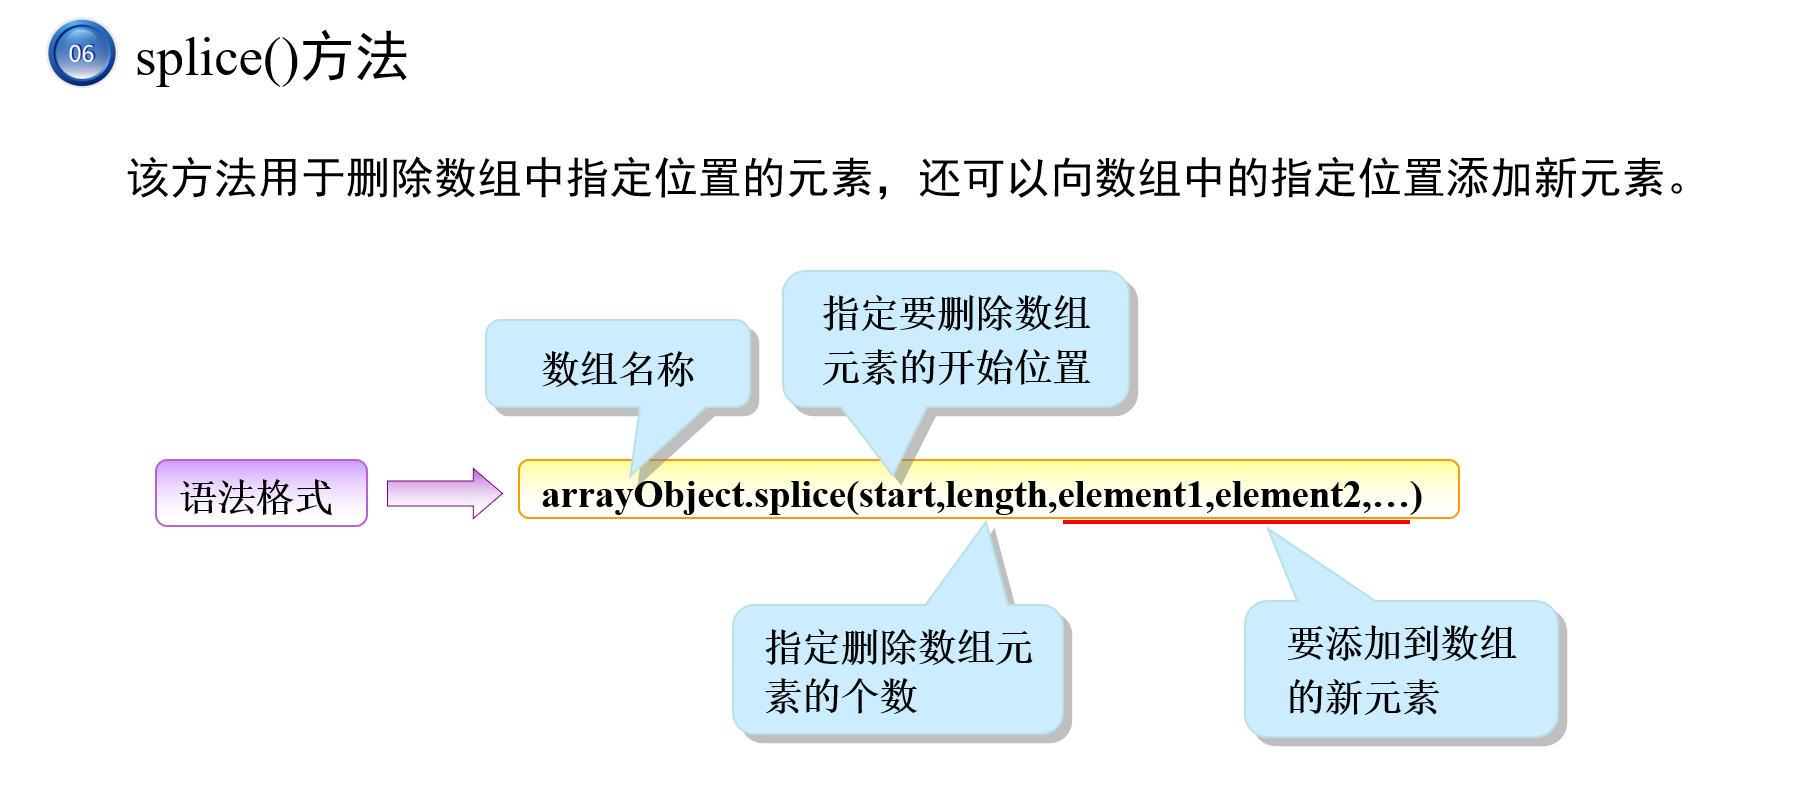 06
splice()方法
该方法用于删除数组中指定位置的元素，还可以向数组中的指定位置添加新元素。
数组名称
指定要删除数组
元素的开始位置
语法格式
arrayObject.splice(start,length,element1,element2,…)
指定删除数组元
素的个数
要添加到数组
的新元素